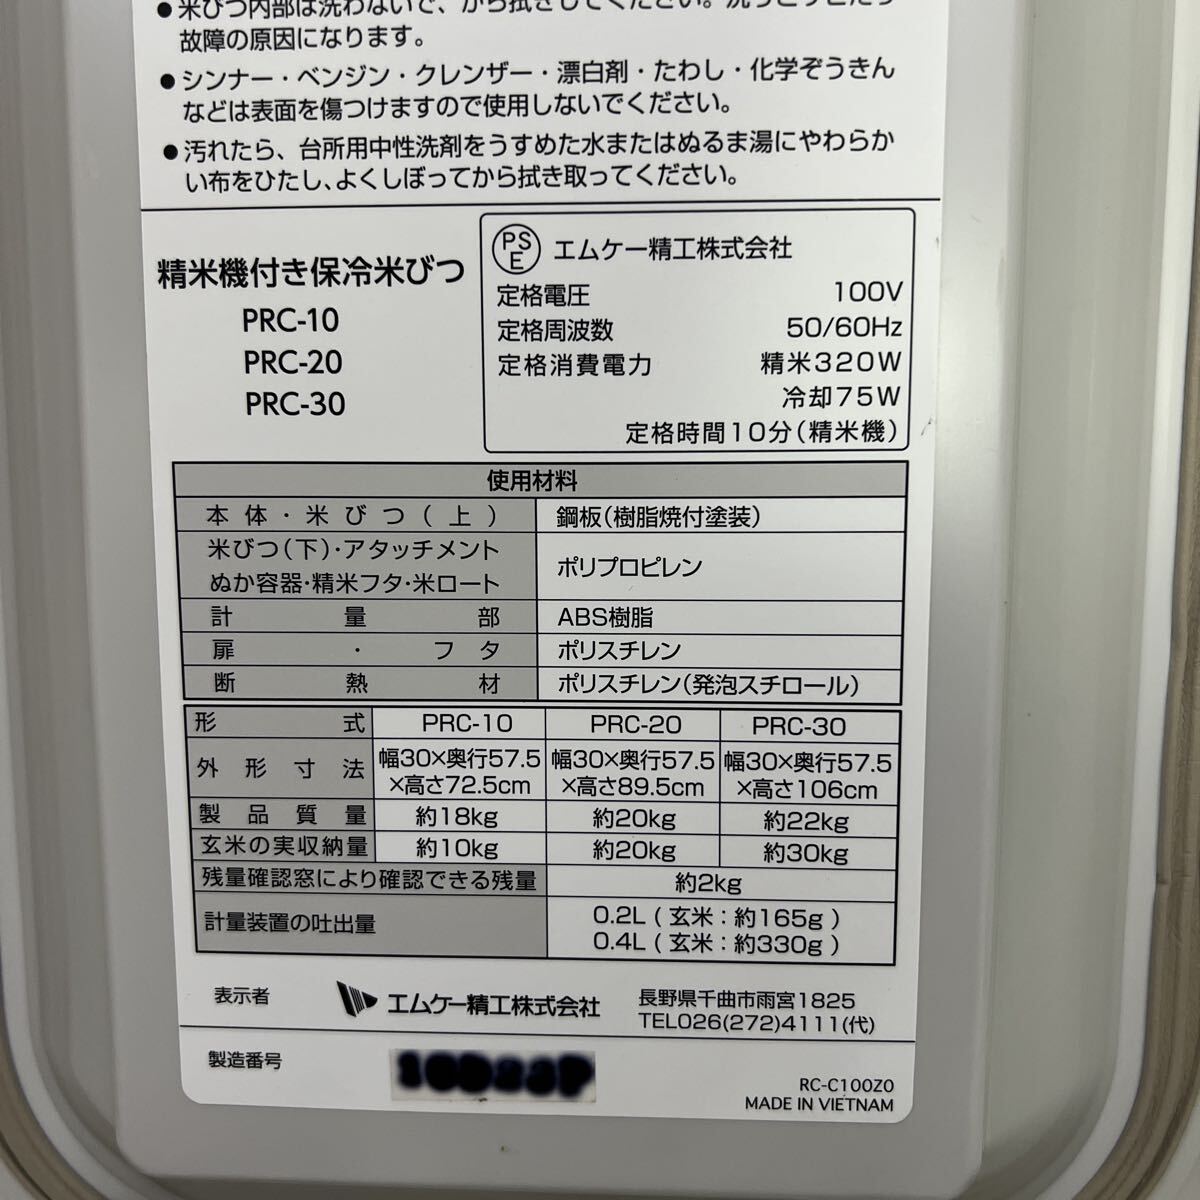 ●米びつ内部は洗わないで、から拭きしてください。
故障の原因になります。
●シンナー・ベンジン・クレンザー・漂白剤・たわし・化学ぞうきん
などは表面を傷つけますので使用しないでください。
●汚れたら、台所用中性洗剤をうすめた水またはぬるま湯にやわらか
い布をひたし、よくしぼってから拭き取ってください。
精米機付き保冷米びつ
PRC-10
PRC-20
PRC-30
PSE エムケー精工株式会社
定格電圧 100V
定格周波数 50/60Hz
定格消費電力 精米320W
冷却75W
定格時間10分(精米機)
使用材料
本体・米びつ(上) 鋼板(樹脂焼付塗装)
米びつ(下)・アタッチメント
ぬか容器・精米フタ・米ロート ポリプロピレン
計量部 ABS樹脂
扉・フタ ポリスチレン
断熱材 ポリスチレン(発泡スチロール)
形式 PRC-10 PRC-20 PRC-30
外形寸法 幅30×奥行57.5×高さ72.5cm 幅30×奥行57.5×高さ89.5cm 幅30×奥行57.5×高さ106cm
製品質量 約18kg 約20kg 約22kg
玄米の実収納量 約10kg 約20kg 約30kg
残量確認窓により確認できる残量 約2kg
計量装置の吐出量 0.2L(玄米:約165g)
0.4L(玄米:約330g)
表示者 エムケー精工株式会社 長野県千曲市雨宮1825
TEL026(272)4111(代)
製造番号
RC-C100Z0
MADE IN VIETNAM